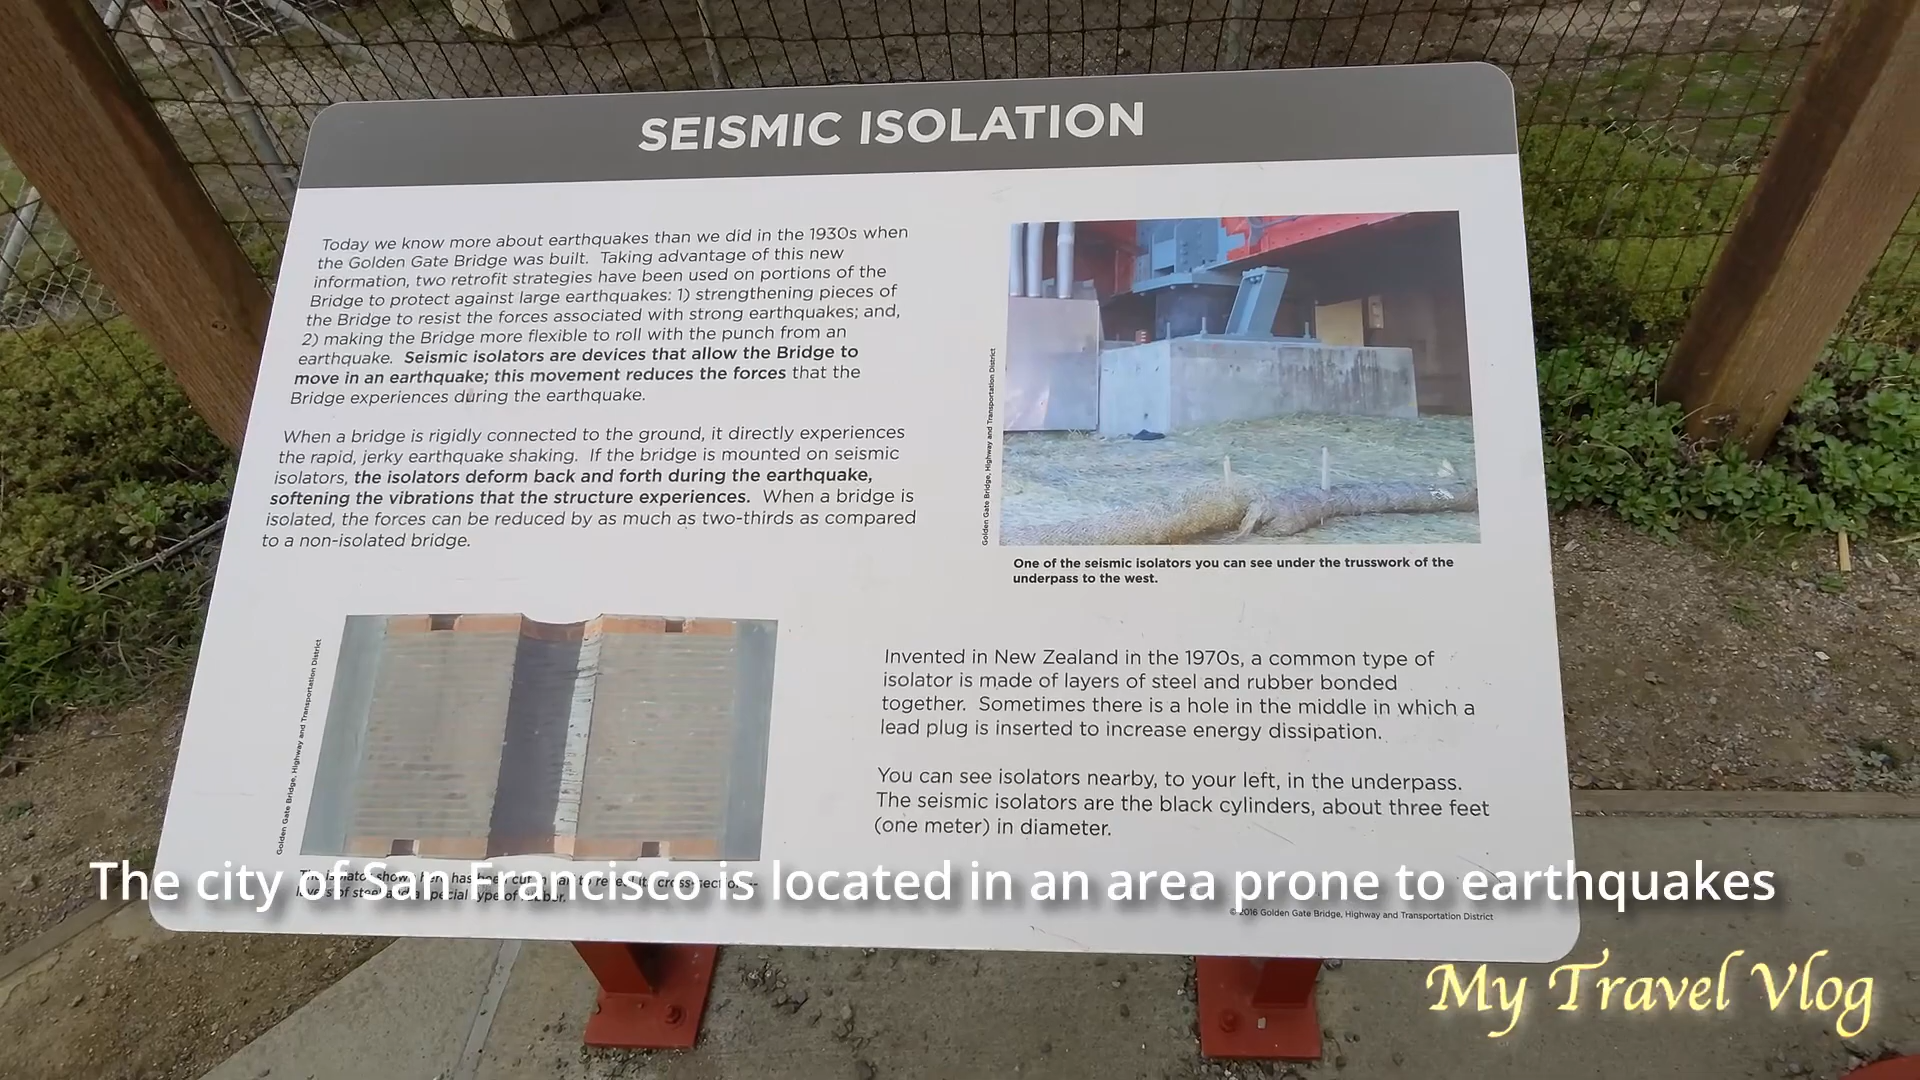 SEISMIC ISOLATION
Today we know more about earthquakes than we did in the 1930s when
the Golden Gate Bridge was built. Taking advantage of this new
information, two retrofit strategies have been used on portions of the
Bridge to protect against large earthquakes: 1) strengthening pieces of
the Bridge to resist the forces associated with strong earthquakes; and,
2) making the Bridge more flexible to roll with the punch from an
earthquake. Seismic isolators are devices that allow the Bridge to
move in an earthquake; this movement reduces the forces that the
Bridge experiences during the earthquake.
When a bridge is rigidly connected to the ground, it directly experiences
the rapid, jerky earthquake shaking. If the bridge is mounted on seismic
isolators, the isolators deform back and forth during the earthquake,
softening the vibrations that the structure experiences. When a bridge is
isolated, the forces can be reduced by as much as two-thirds as compared
to a non-isolated bridge.
Golden Gate Bridge, Highway and Transportation District
One of the seismic isolators you can see under the trusswork of the
underpass to the west.
Golden Gate Bridge, Highway and Transportation District
Invented in New Zealand in the 1970s, a common type of
isolator is made of layers of steel and rubber bonded
together. Sometimes there is a hole in the middle in which a
lead plug is inserted to increase energy dissipation.
You can see isolators nearby, to your left, in the underpass.
The seismic isolators are the black cylinders, about three feet
(one meter) in diameter.
The city of San Francisco is located in an area prone to earthquakes
© 2016 Golden Gate Bridge, Highway and Transportation District
My Travel Vlog